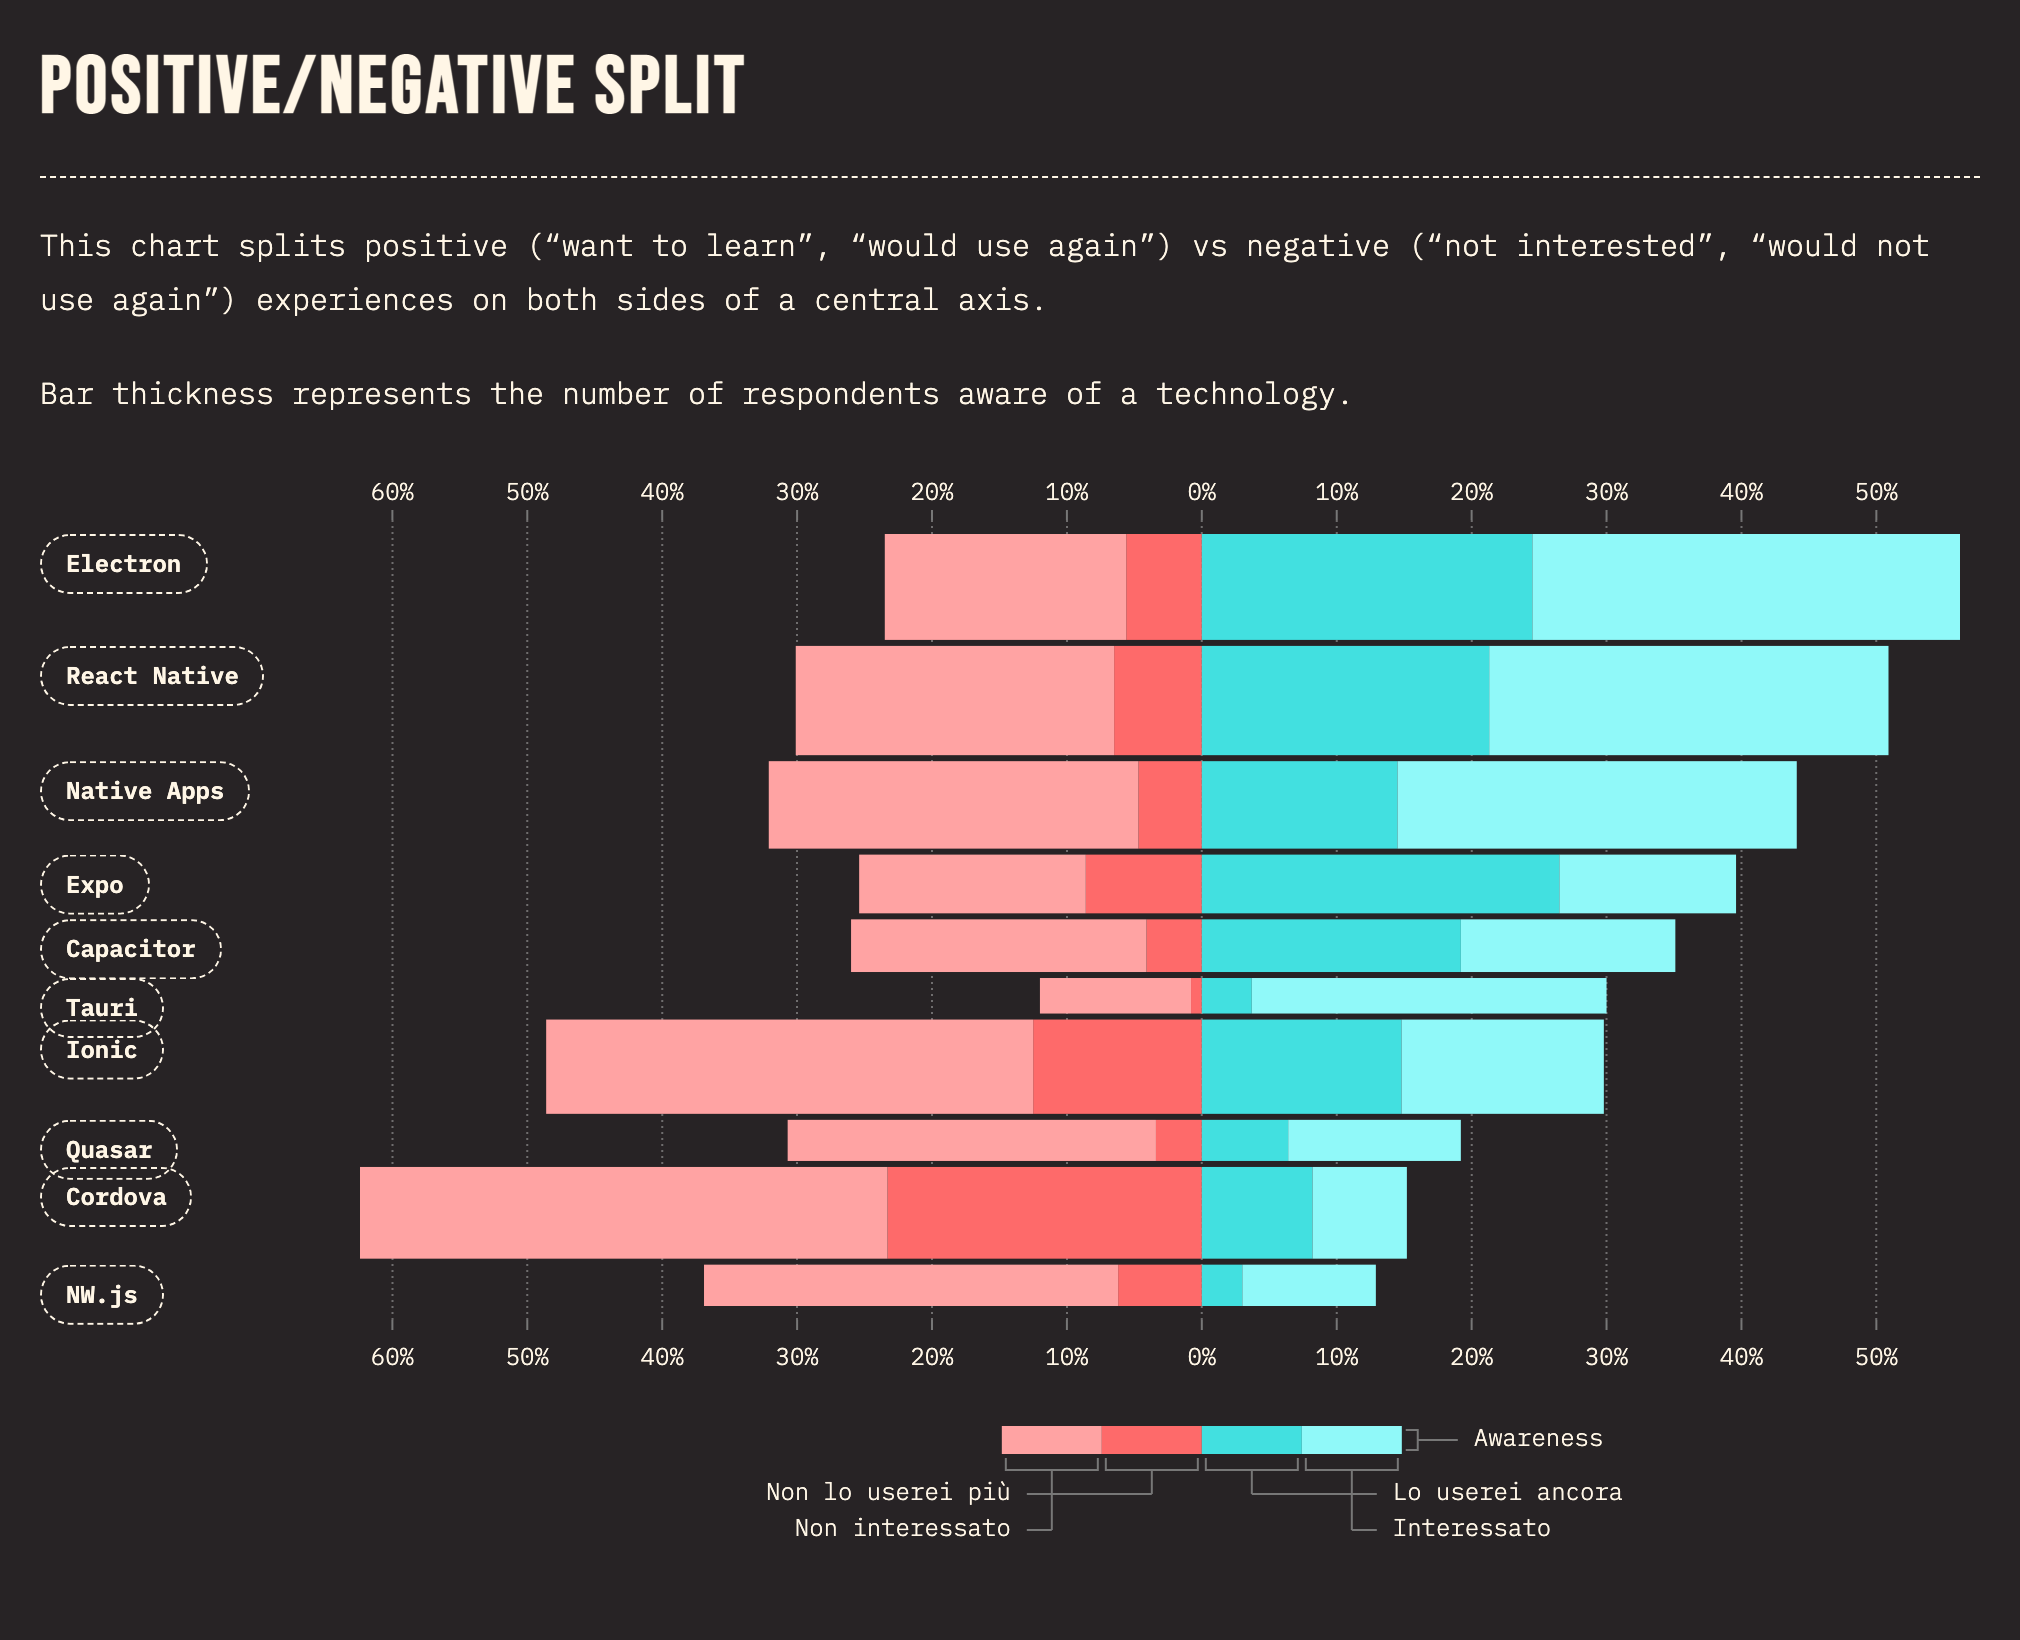 POSITIVE/NEGATIVE SPLIT
This chart splits positive (“want to learn”, “would use again”) vs negative (“not interested”, “would not
use again”) experiences on both sides of a central axis.
Bar thickness represents the number of respondents aware of a technology.
60% 50% 40% 30% 20% 10% 0% 10% 20% 30% 40% 50%
Electron
React Native
Native Apps
Expo
Capacitor
Tauri
Ionic
Quasar
Cordova
NW.js
60% 50% 40% 30% 20% 10% 0% 10% 20% 30% 40% 50%
Awareness
Non lo userei più
Lo userei ancora
Non interessato
Interessato